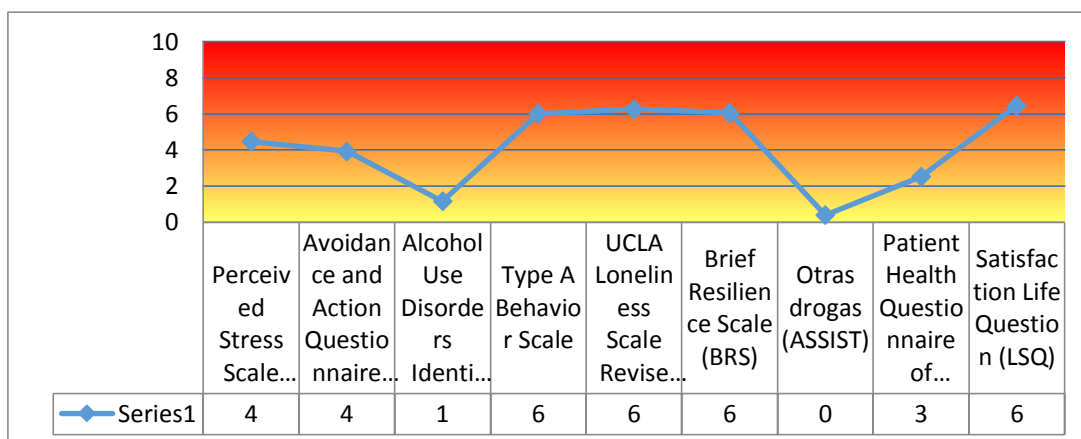 10
8
6
4
2
0
Perceiv
ed
Stress
Scale...
Avoidan
ce and
Action
Questio
nnaire...
Alcohol
Use
Disorde
rs
Identi...
Type A
Behavio
r Scale
UCLA
Lonelin
ess
Scale
Revise...
Brief
Resilien
ce Scale
(BRS)
Otras
drogas
(ASSIST)
Patient
Health
Questio
nnaire
of...
Satisfac
tion Life
Questio
n (LSQ)
Series1 4 4 1 6 6 6 0 3 6